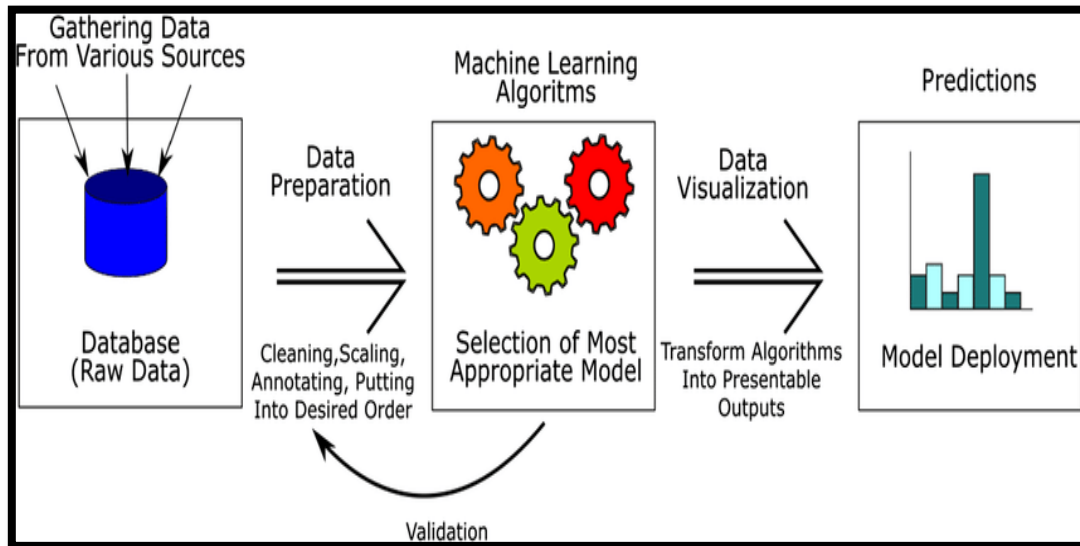 Gathering Data
From Various Sources
Database
(Raw Data)
Data
Preparation
Cleaning,Scaling,
Annotating, Putting
Into Desired Order
Machine Learning
Algoritms
Selection of Most
Appropriate Model
Validation
Data
Visualization
Transform Algorithms
Into Presentable
Outputs
Predictions
Model Deployment